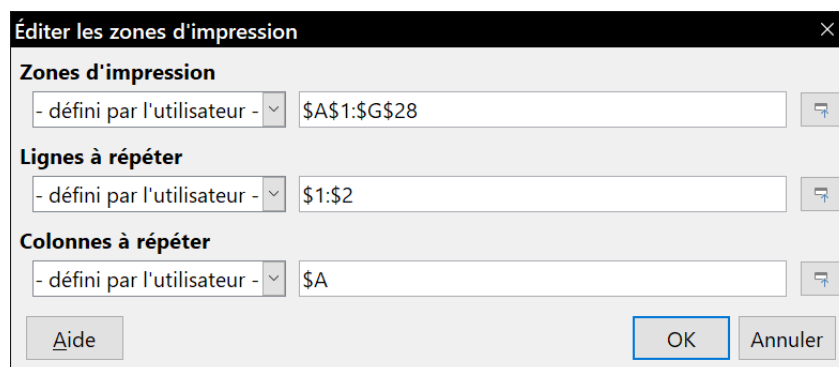 Éditer les zones d'impression
Zones d'impression
- défini par l'utilisateur - $A$1:$G$28
Lignes à répéter
- défini par l'utilisateur - $1:$2
Colonnes à répéter
- défini par l'utilisateur - $A
Aide OK Annuler